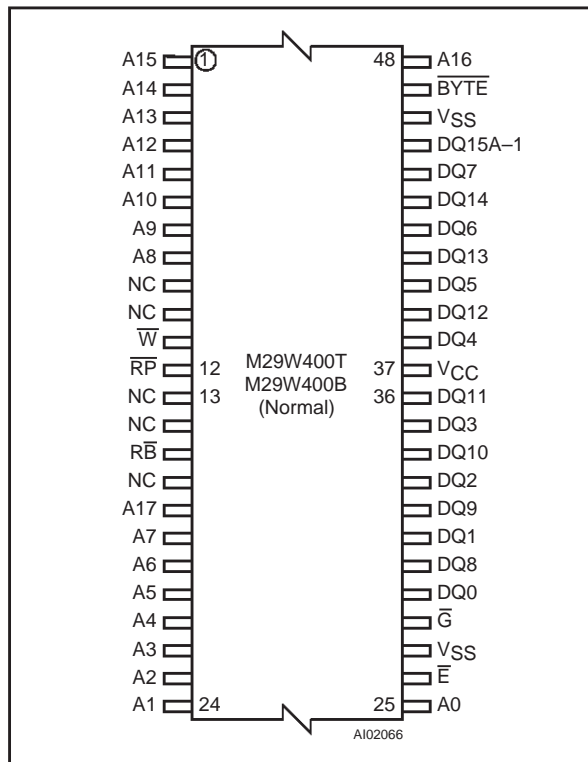 A15 1 48 A16
A14 B̅Y̅T̅E̅
A13 VSS
A12 DQ15A–1
A11 DQ7
A10 DQ14
A9 DQ6
A8 DQ13
NC DQ5
NC DQ12
W̅ DQ4
R̅P̅ 12 M29W400T 37 VCC
NC 13 M29W400B 36 DQ11
NC (Normal) DQ3
RB̅ DQ10
NC DQ2
A17 DQ9
A7 DQ1
A6 DQ8
A5 DQ0
A4 G̅
A3 VSS
A2 E̅
A1 24 25 A0
AI02066